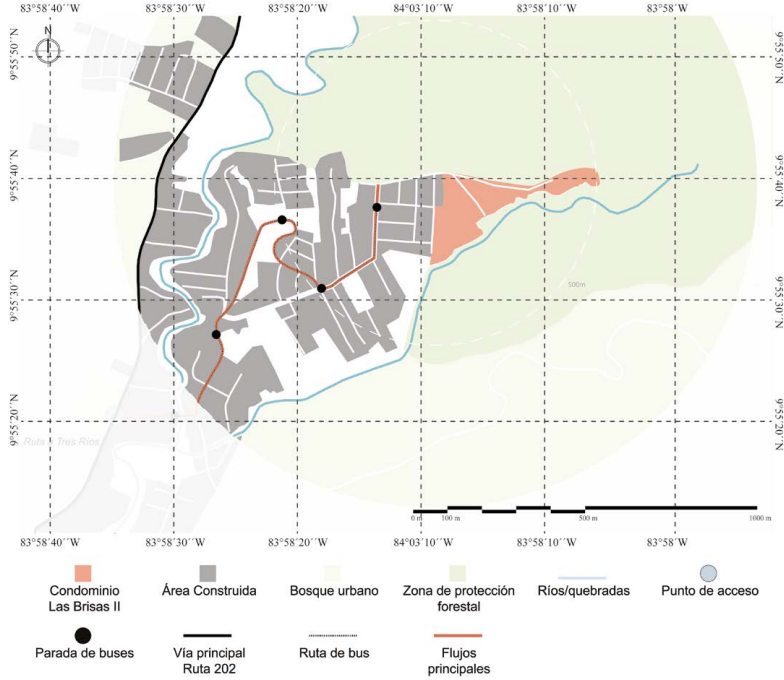 83°58'40''W 83°58'30''W 83°58'20''W 84°03'10''W 83°58'10''W 83°58'W
N
9°55'50''N 9°55'50''N
9°55'40''N 9°55'40''N
9°55'30''N 9°55'30''N
500m
9°55'20''N 9°55'20''N
Ruta a Tres Ríos
0 m 100 m 500 m 1000 m
83°58'40''W 83°58'30''W 83°58'20''W 84°03'10''W 83°58'10''W 83°58'W
Condominio
Las Brisas II
Área Construida
Bosque urbano
Zona de protección
forestal
Ríos/quebradas
Punto de acceso
Parada de buses
Vía principal
Ruta 202
Ruta de bus
Flujos
principales